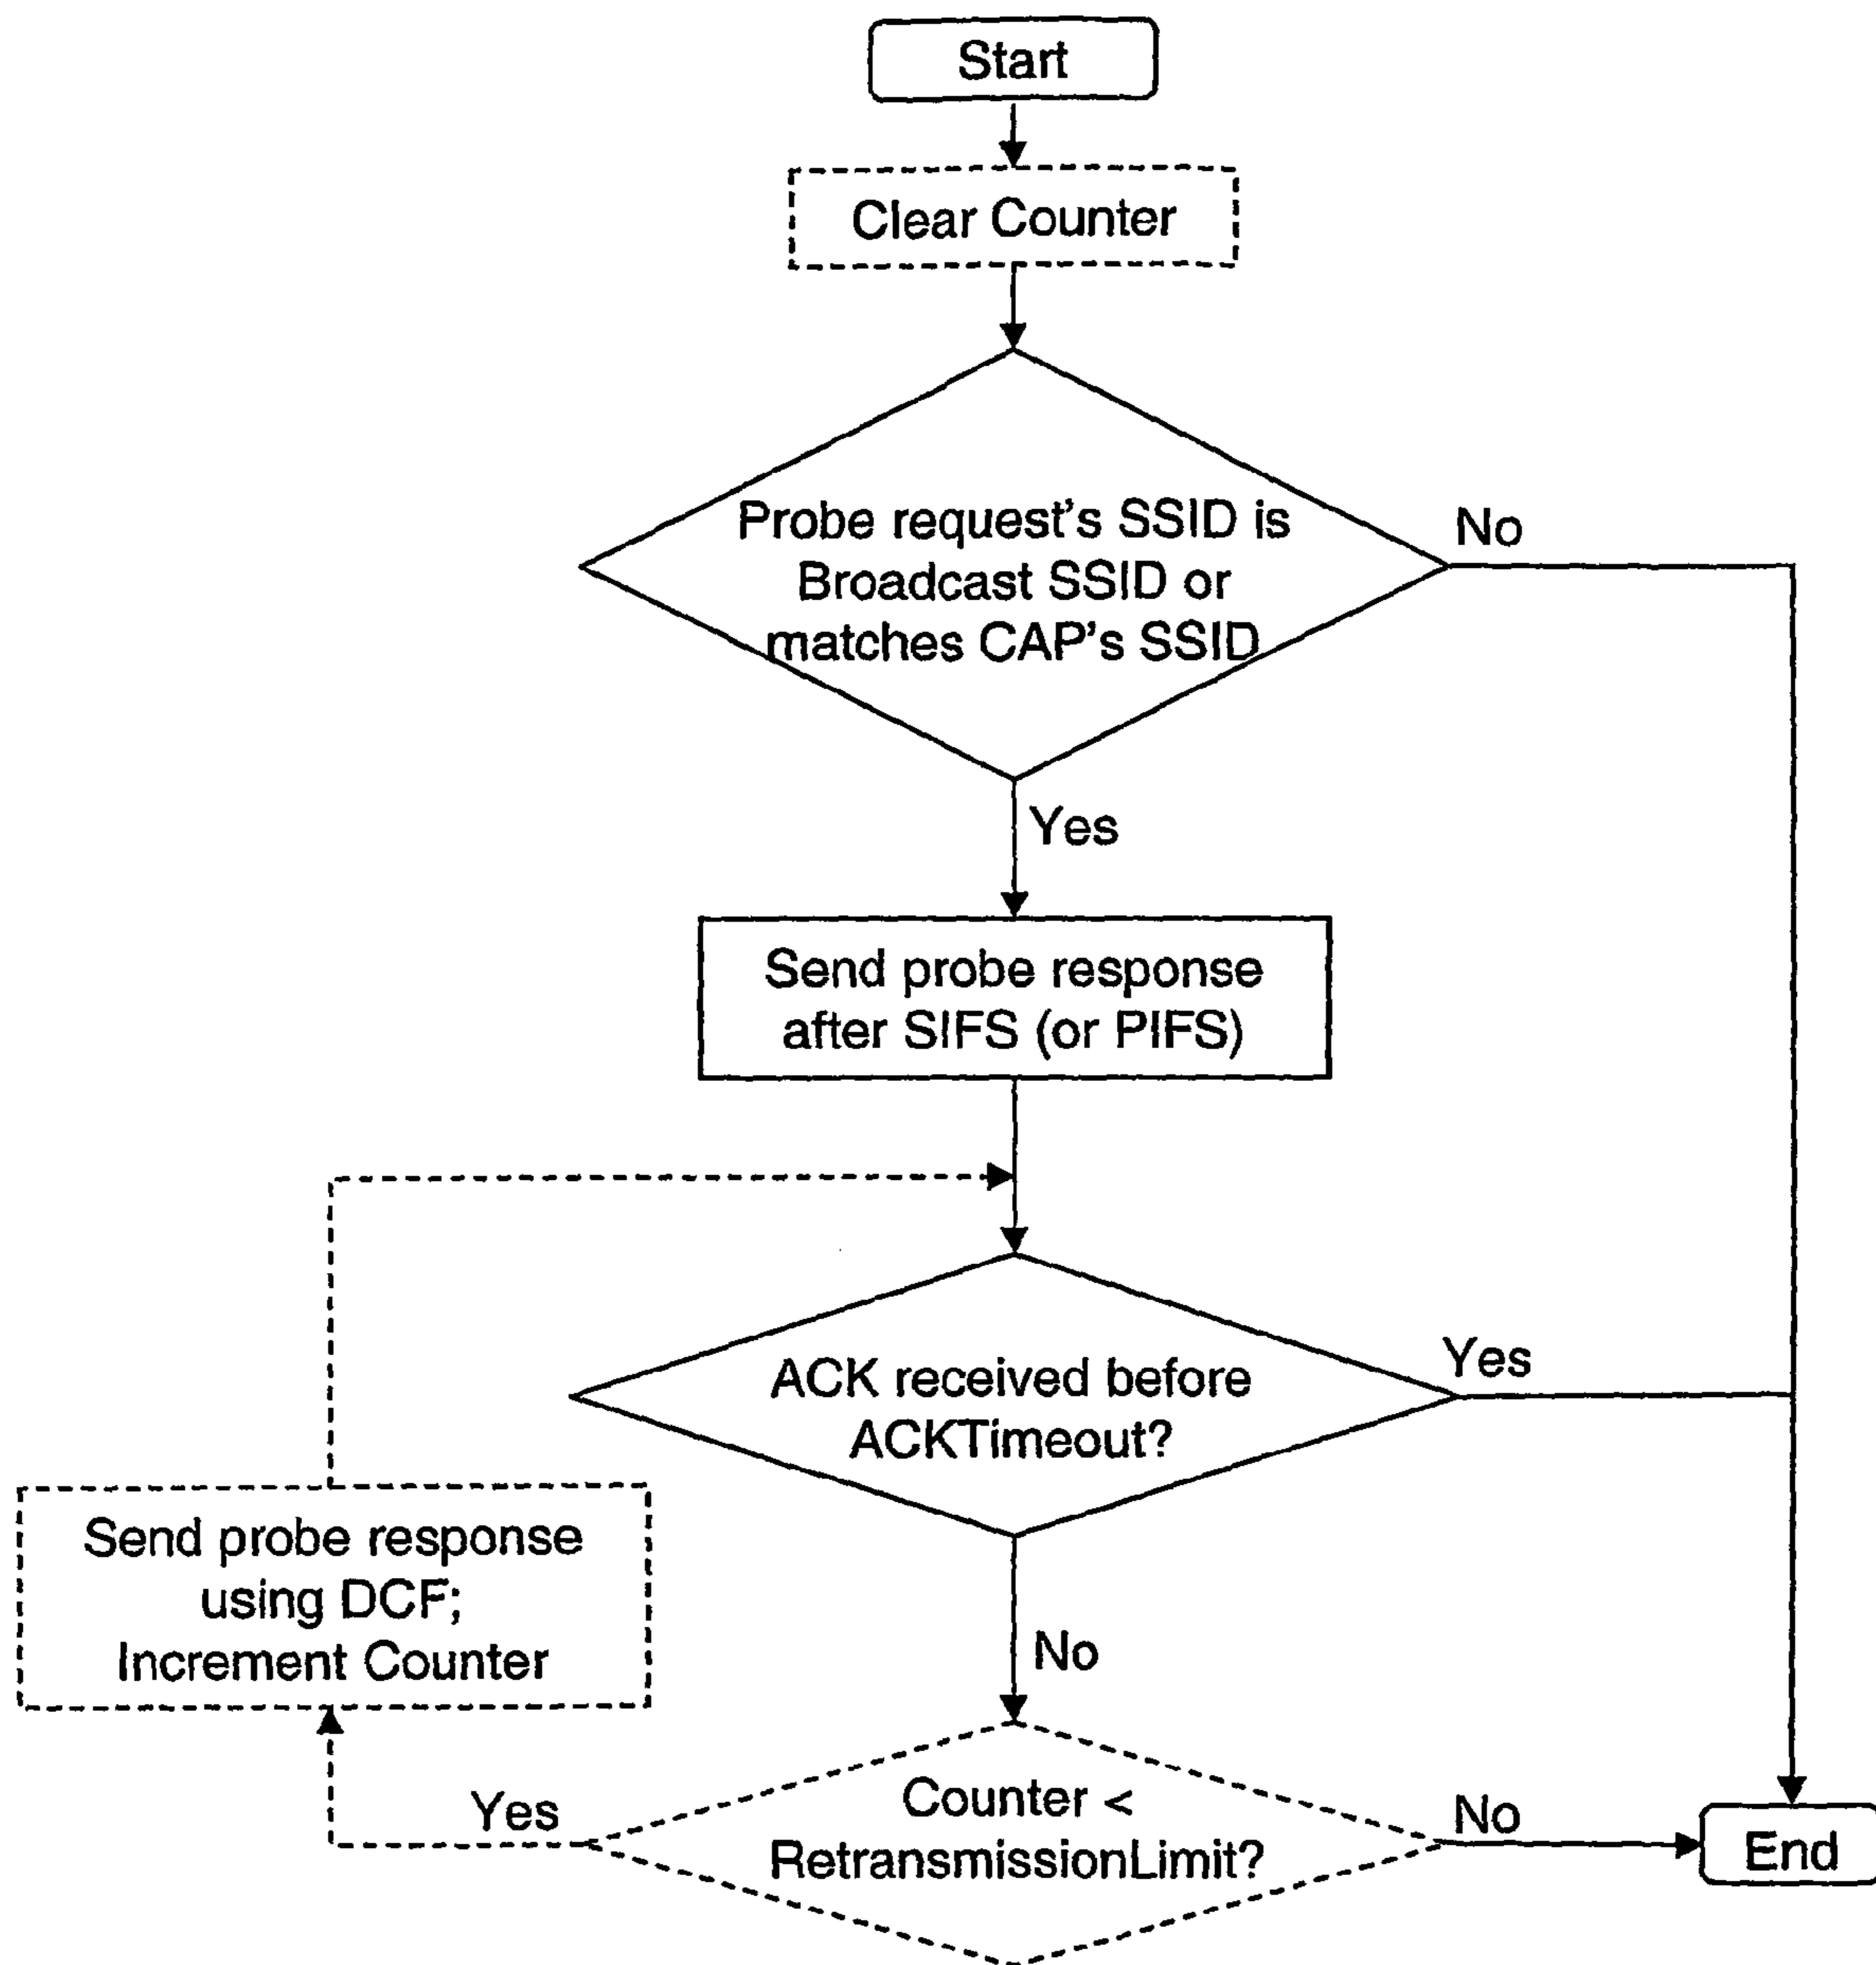 Start
Clear Counter
Probe request's SSID is
Broadcast SSID or
matches CAP's SSID
No
Yes
Send probe response
after SIFS (or PIFS)
ACK received before
ACKTimeout?
Yes
No
Send probe response
using DCF;
Increment Counter
Counter <
RetransmissionLimit?
Yes
No
End